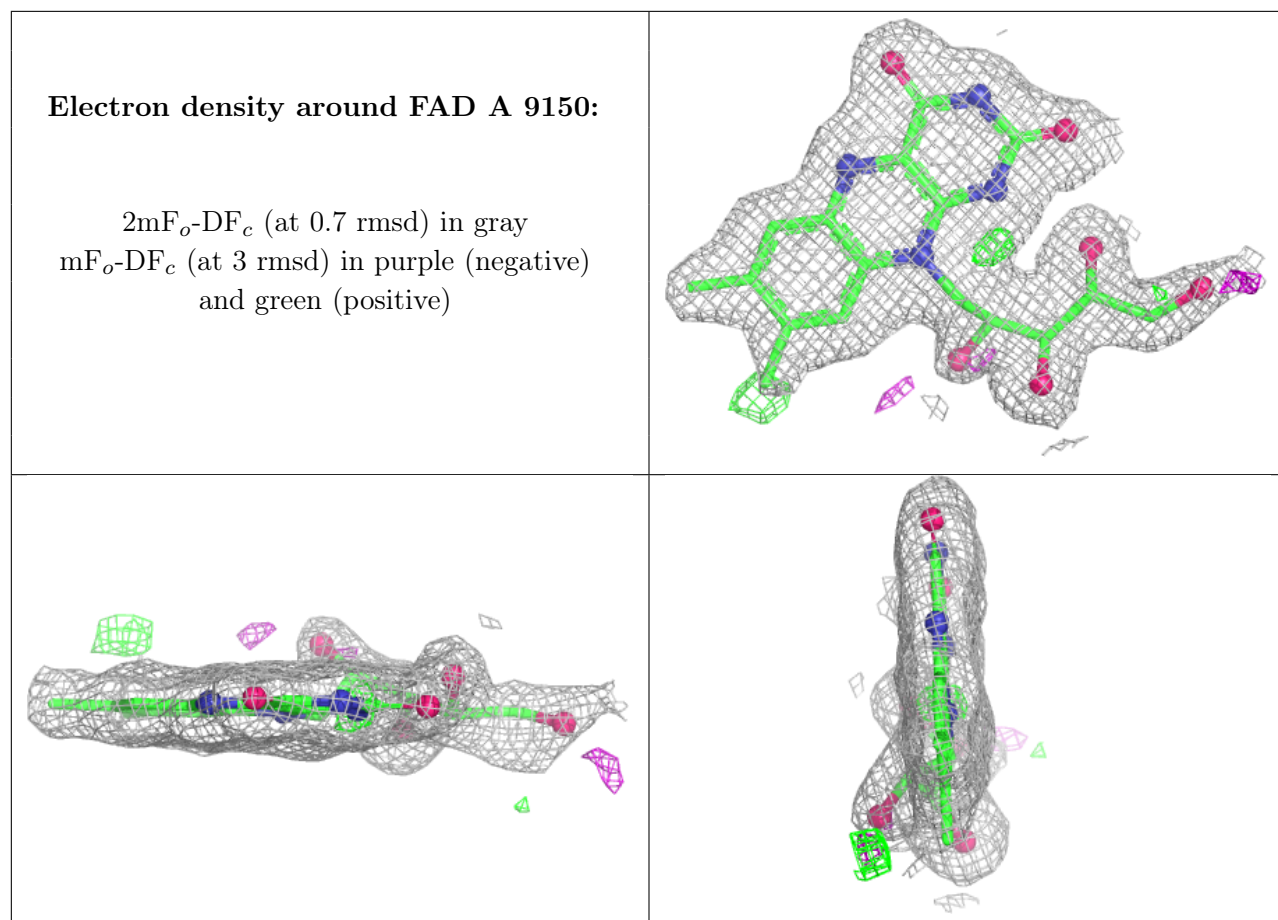 Electron density around FAD A 9150:
2mFₒ-DF𝒸 (at 0.7 rmsd) in gray
mFₒ-DF𝒸 (at 3 rmsd) in purple (negative)
and green (positive)